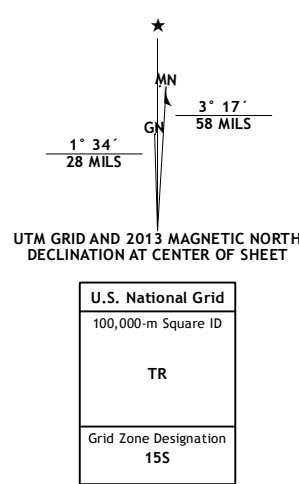 ★
MN
3° 17´
58 MILS
GN
1° 34´
28 MILS
UTM GRID AND 2013 MAGNETIC NORTH
DECLINATION AT CENTER OF SHEET
U.S. National Grid
100,000-m Square ID
TR
Grid Zone Designation
15S